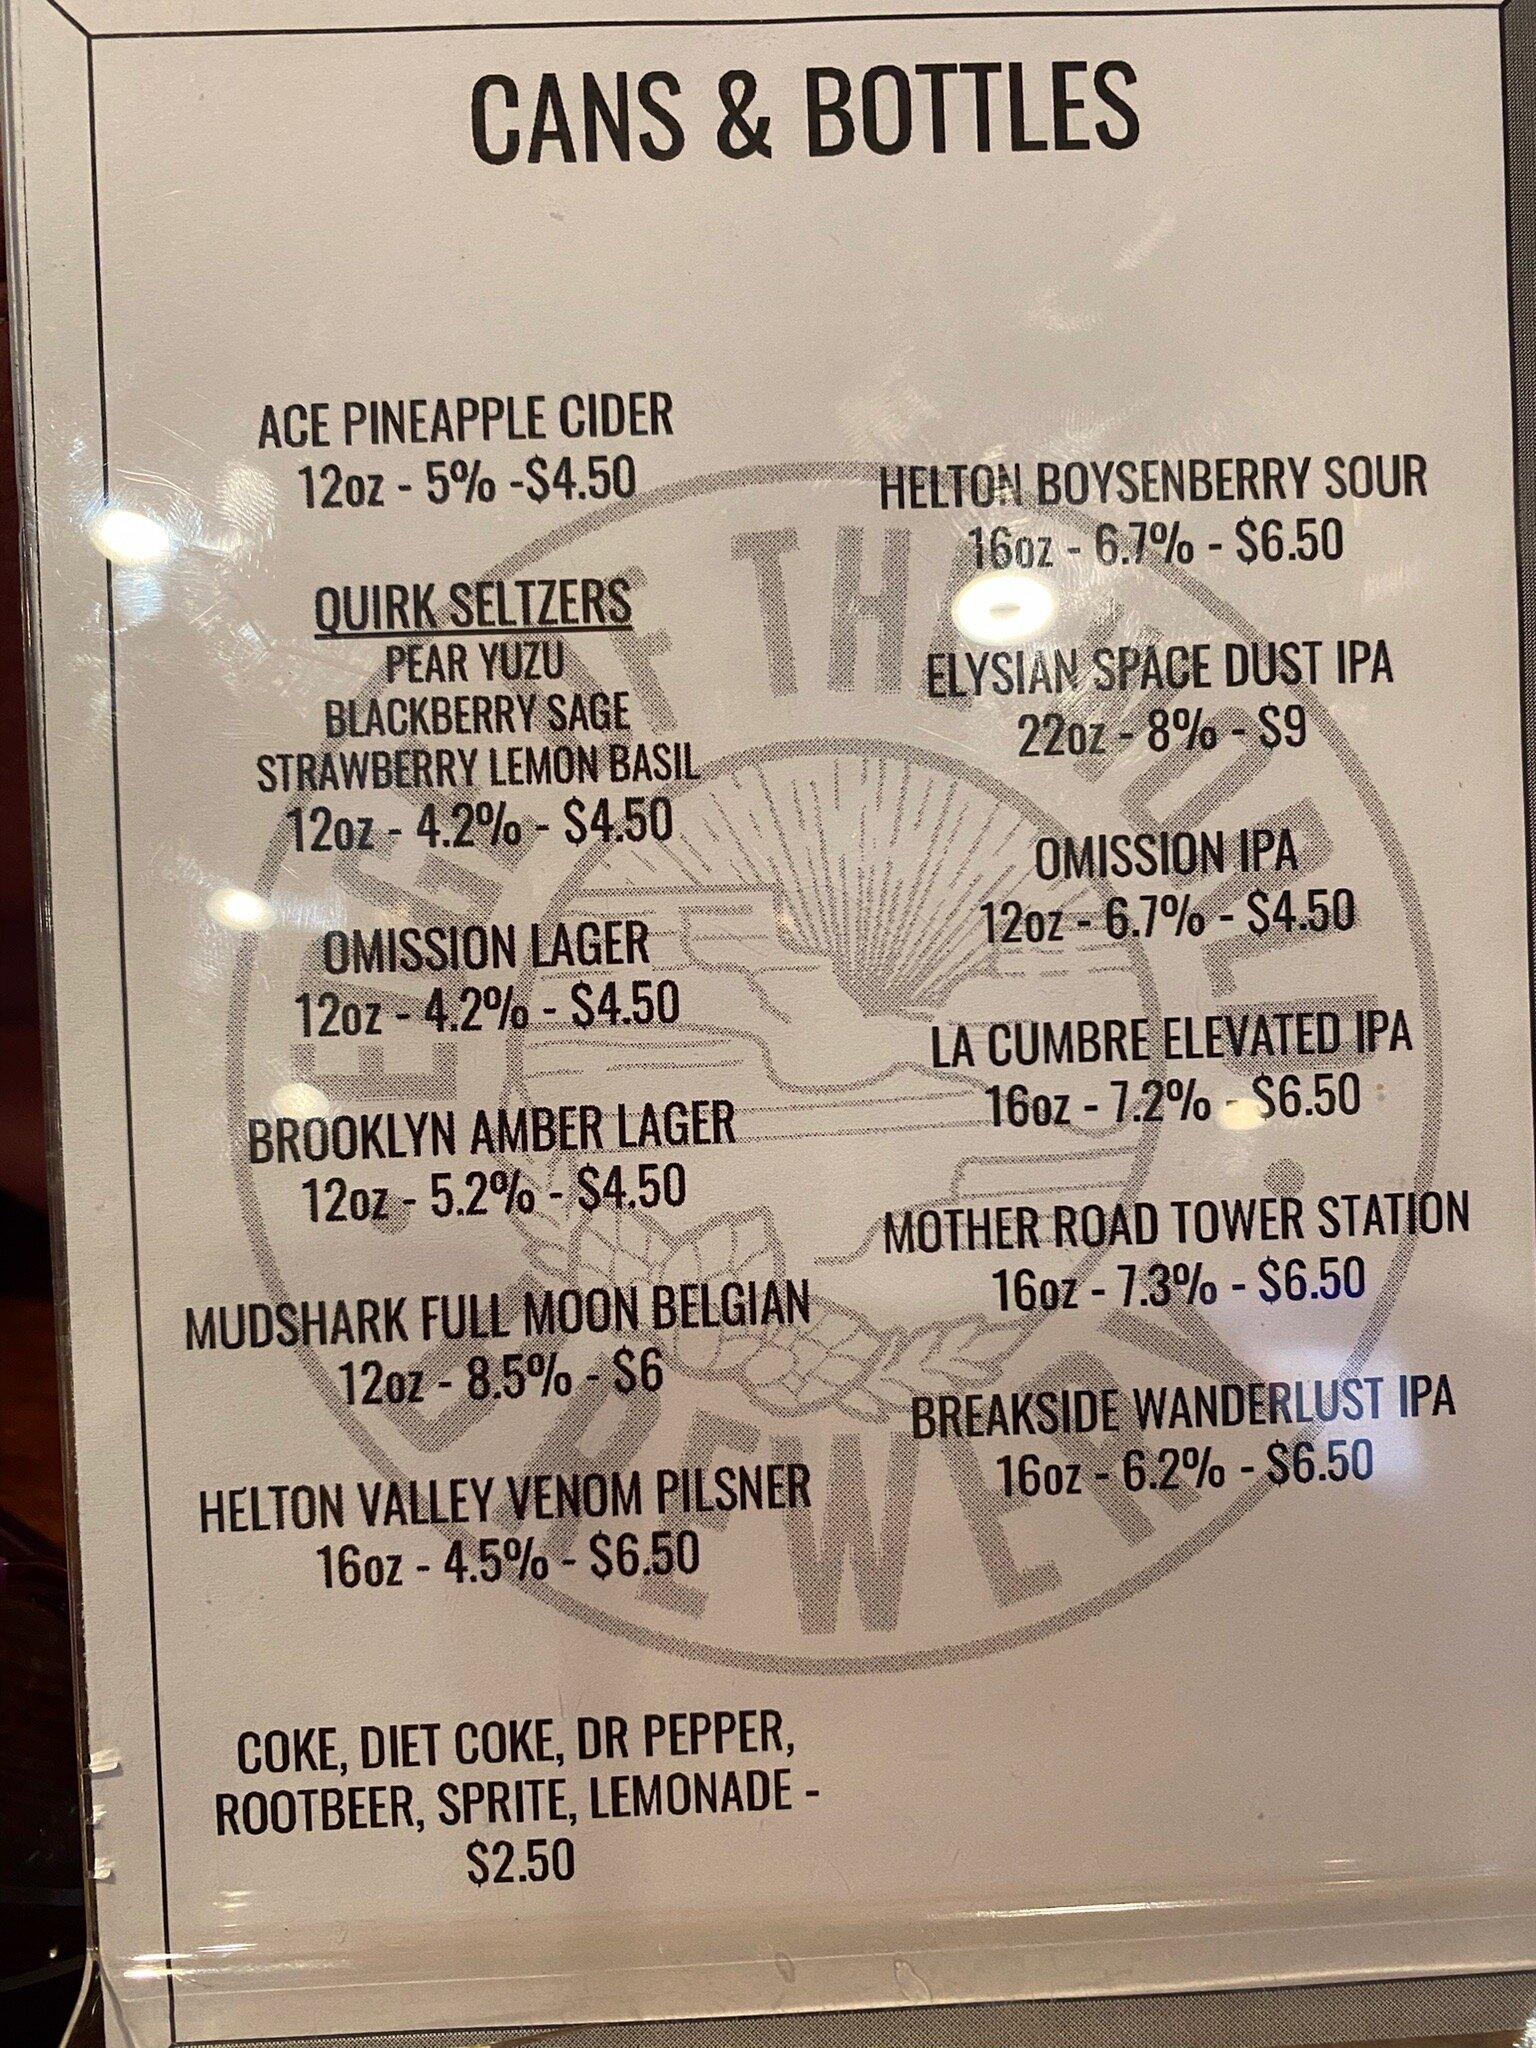 CANS & BOTTLES
ACE PINEAPPLE CIDER
12oz - 5% -$4.50
QUIRK SELTZERS
PEAR YUZU
BLACKBERRY SAGE
STRAWBERRY LEMON BASIL
12oz - 4.2% - $4.50
OMISSION LAGER
12oz - 4.2% - $4.50
BROOKLYN AMBER LAGER
12oz - 5.2% - $4.50
MUDSHARK FULL MOON BELGIAN
12oz - 8.5% - $6
HELTON VALLEY VENOM PILSNER
16oz - 4.5% - $6.50
COKE, DIET COKE, DR PEPPER,
ROOTBEER, SPRITE, LEMONADE -
$2.50
HELTON BOYSENBERRY SOUR
16oz - 6.7% - $6.50
ELYSIAN SPACE DUST IPA
22oz - 8% - $9
OMISSION IPA
12oz - 6.7% - $4.50
LA CUMBRE ELEVATED IPA
16oz - 7.2% - $6.50
MOTHER ROAD TOWER STATION
16oz - 7.3% - $6.50
BREAKSIDE WANDERLUST IPA
16oz - 6.2% - $6.50
BREWERY